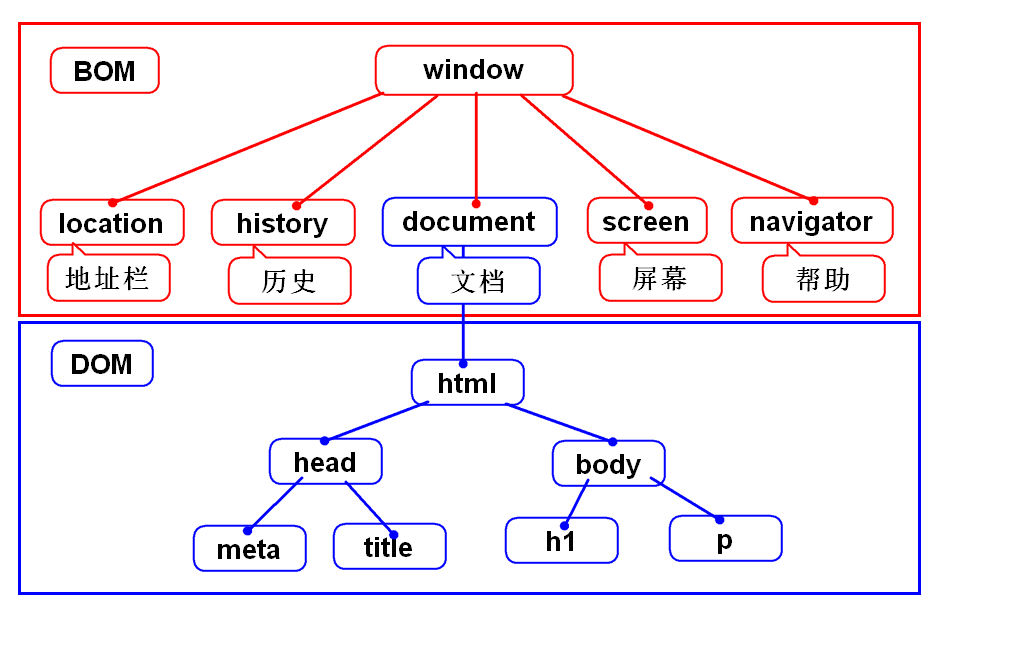 BOM
window
location
history
document
screen
navigator
地址栏
历史
文档
屏幕
帮助
DOM
html
head
body
meta
title
h1
p